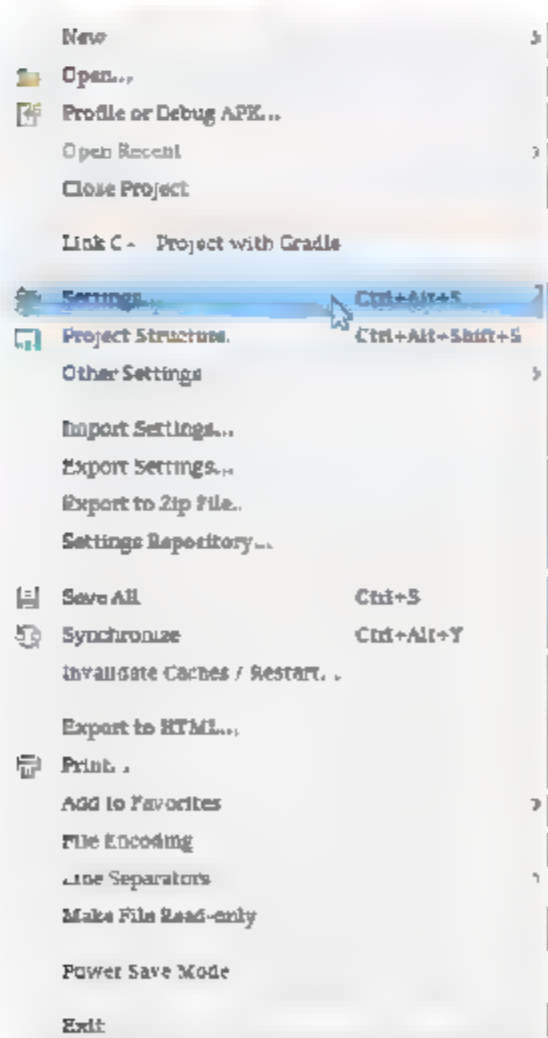 New
Open...
Profile or Debug APK...
Open Recent
Close Project
Link C++ Project with Gradle
Settings... Ctrl+Alt+S
Project Structure... Ctrl+Alt+Shift+S
Other Settings
Import Settings...
Export Settings...
Export to Zip File...
Settings Repository...
Save All Ctrl+S
Synchronize Ctrl+Alt+Y
Invalidate Caches / Restart...
Export to HTML...
Print...
Add to Favorites
File Encoding
Line Separators
Make File Read-only
Power Save Mode
Exit